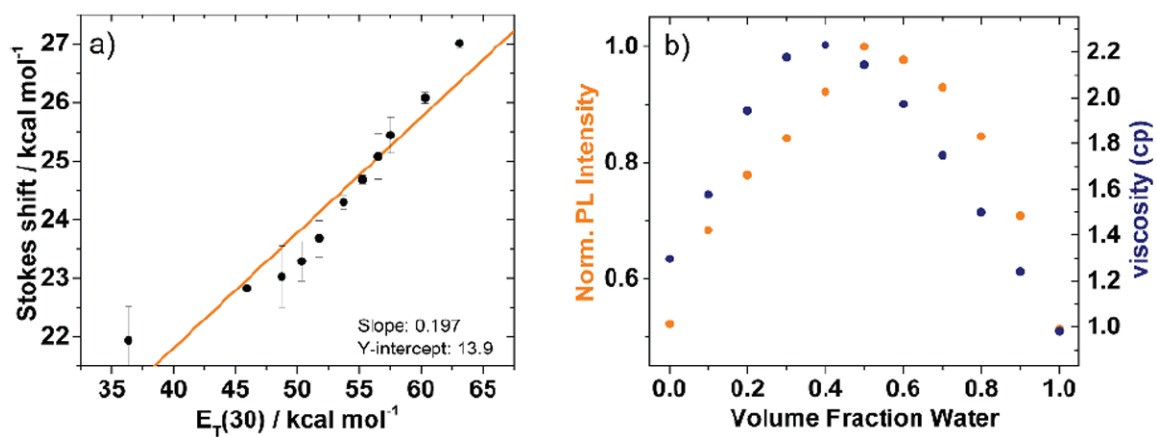 a)
Stokes shift / kcal mol⁻¹
27
26
25
24
23
22
Slope: 0.197
Y-intercept: 13.9
35 40 45 50 55 60 65
E_T(30) / kcal mol⁻¹
b)
Norm. PL Intensity
1.0
0.8
0.6
2.2
2.0
1.8
1.6
1.4
1.2
1.0
viscosity (cp)
0.0 0.2 0.4 0.6 0.8 1.0
Volume Fraction Water